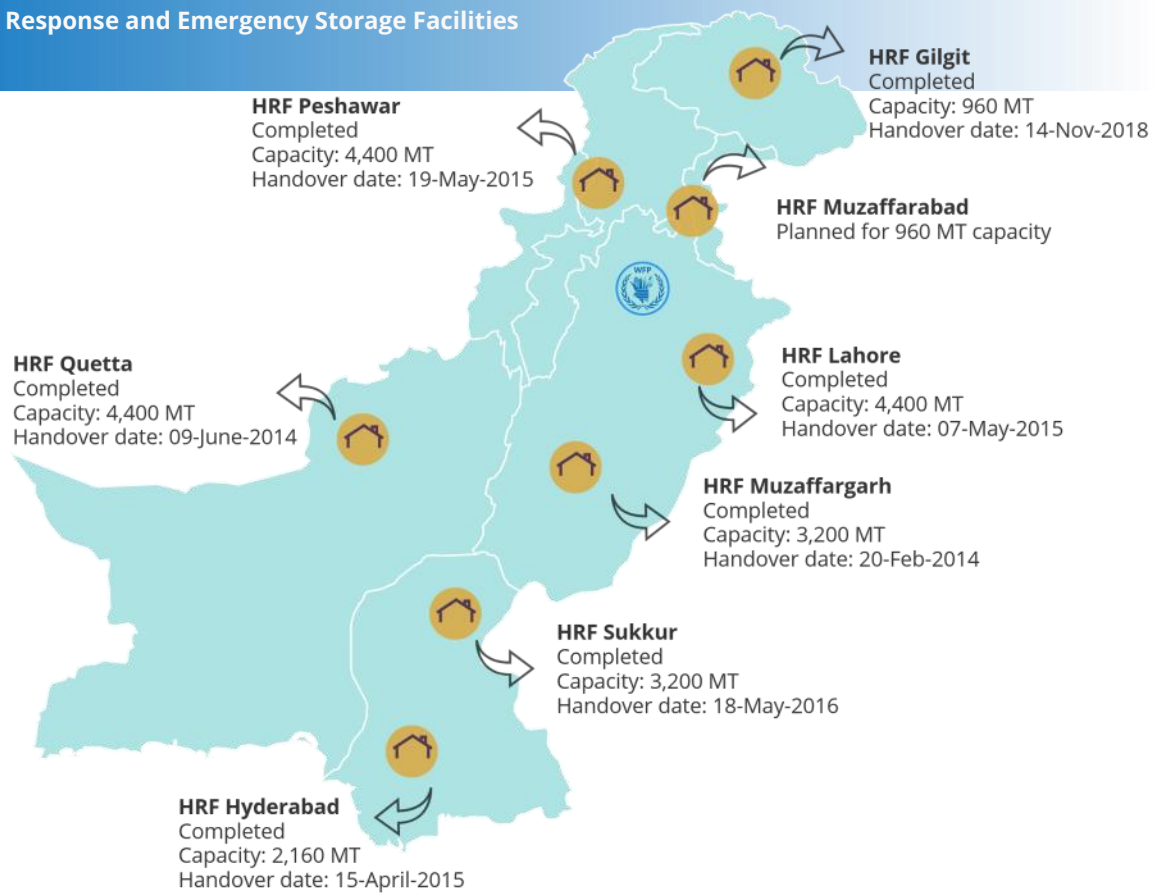 Response and Emergency Storage Facilities
HRF Gilgit
Completed
Capacity: 960 MT
Handover date: 14-Nov-2018
HRF Peshawar
Completed
Capacity: 4,400 MT
Handover date: 19-May-2015
HRF Muzaffarabad
Planned for 960 MT capacity
WFP
HRF Lahore
Completed
Capacity: 4,400 MT
Handover date: 07-May-2015
HRF Quetta
Completed
Capacity: 4,400 MT
Handover date: 09-June-2014
HRF Muzaffargarh
Completed
Capacity: 3,200 MT
Handover date: 20-Feb-2014
HRF Sukkur
Completed
Capacity: 3,200 MT
Handover date: 18-May-2016
HRF Hyderabad
Completed
Capacity: 2,160 MT
Handover date: 15-April-2015